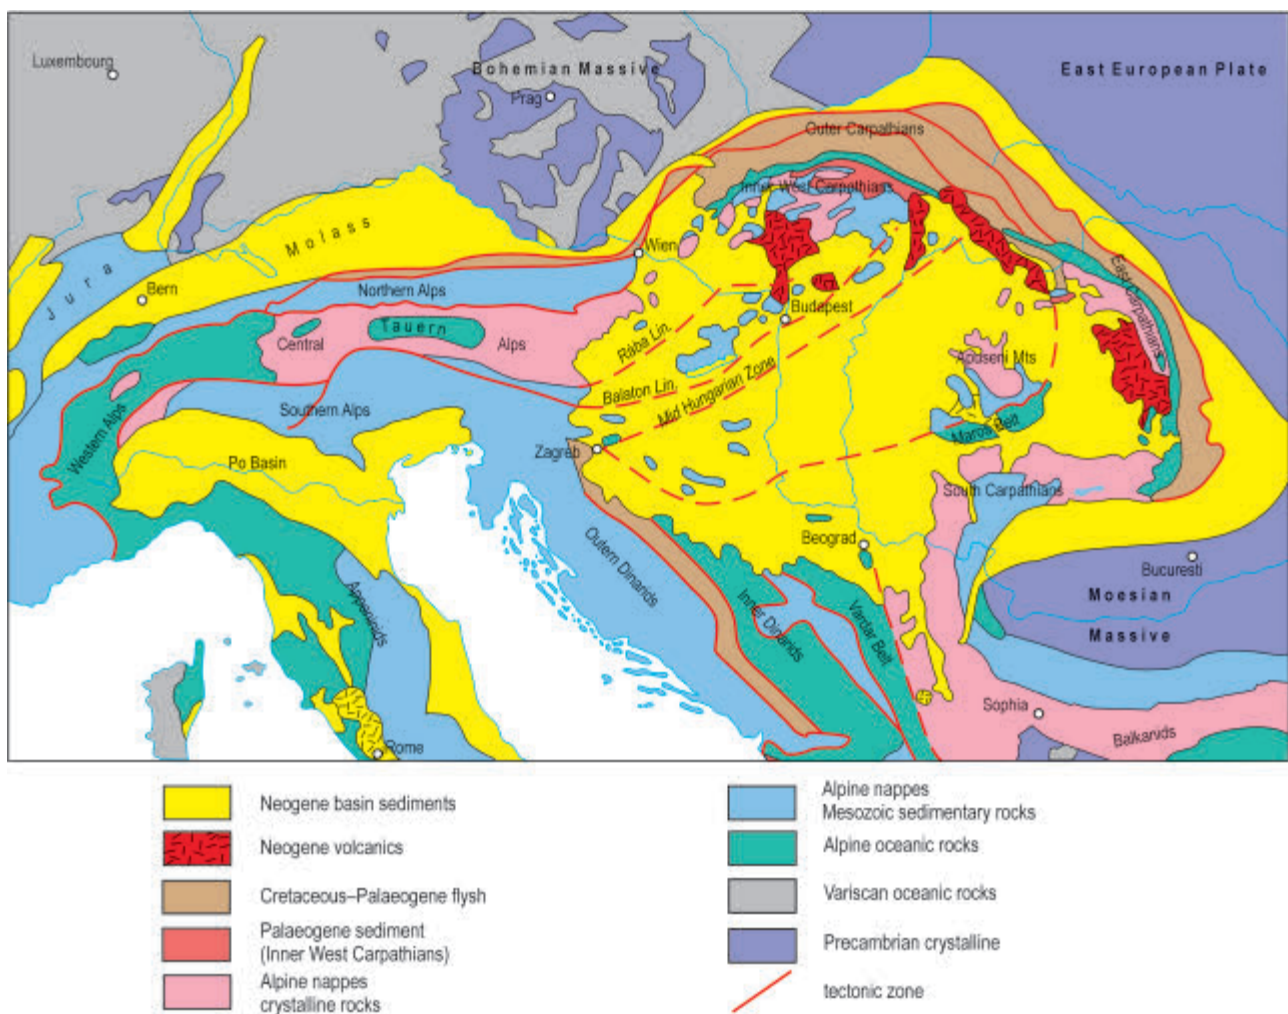 Luxembourg
Bohemian Massive
Prag
East European Plate
Outer Carpathians
Inner West Carpathians
Molass
Wien
Jura
Bern
Northern Alps
East Carpathians
Tauern
Budapest
Central
Alps
Rába Lin.
Apuseni Mts
Balaton Lin.
Mid Hungarian Zone
Southern Alps
Western Alps
Maros Belt
Zagreb
Po Basin
South Carpathians
Beograd
Outern Dinarids
Bucuresti
Moesian
Massive
Appeninids
Inner Dinarids
Vardar Belt
Sophia
Balkanids
Rome
Neogene basin sediments
Neogene volcanics
Cretaceous–Palaeogene flysh
Palaeogene sediment
(Inner West Carpathians)
Alpine nappes
crystalline rocks
Alpine nappes
Mesozoic sedimentary rocks
Alpine oceanic rocks
Variscan oceanic rocks
Precambrian crystalline
tectonic zone